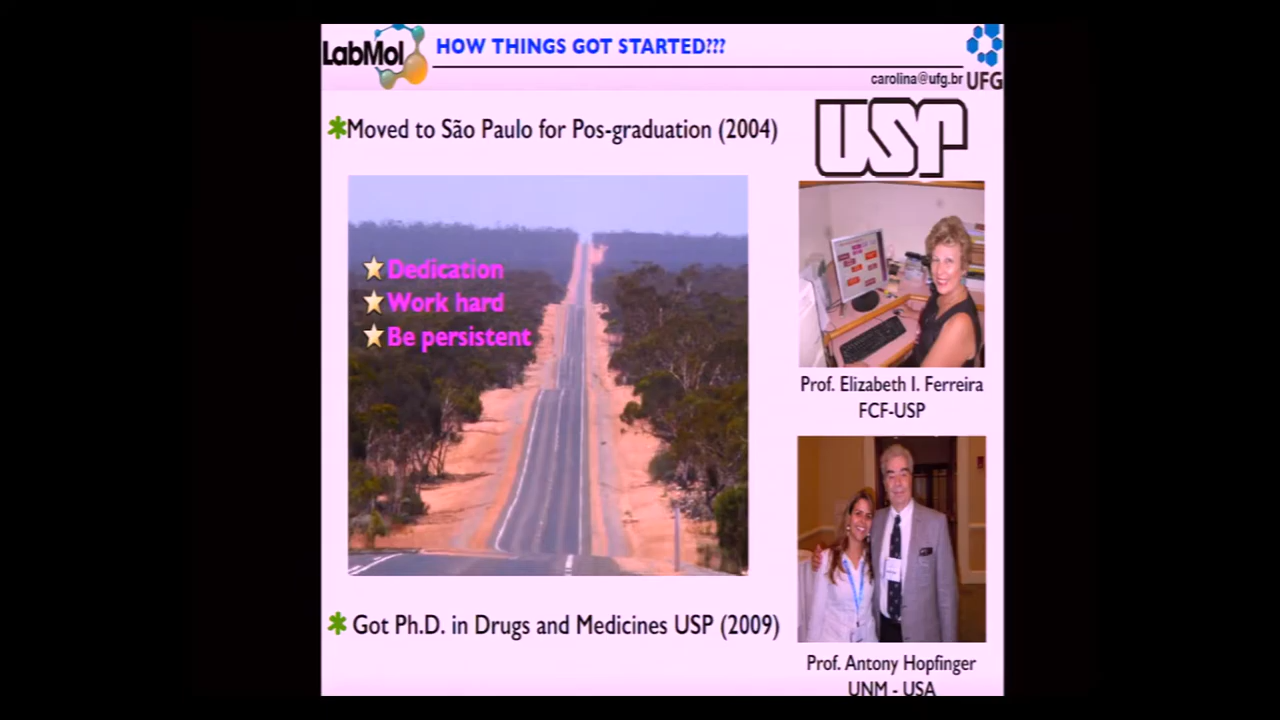 LabMol
HOW THINGS GOT STARTED???
carolina@ufg.br
UFG
✱Moved to São Paulo for Pos-graduation (2004)
USP
Dedication
Work hard
Be persistent
Prof. Elizabeth I. Ferreira
FCF-USP
✱ Got Ph.D. in Drugs and Medicines USP (2009)
Prof. Antony Hopfinger
UNM - USA